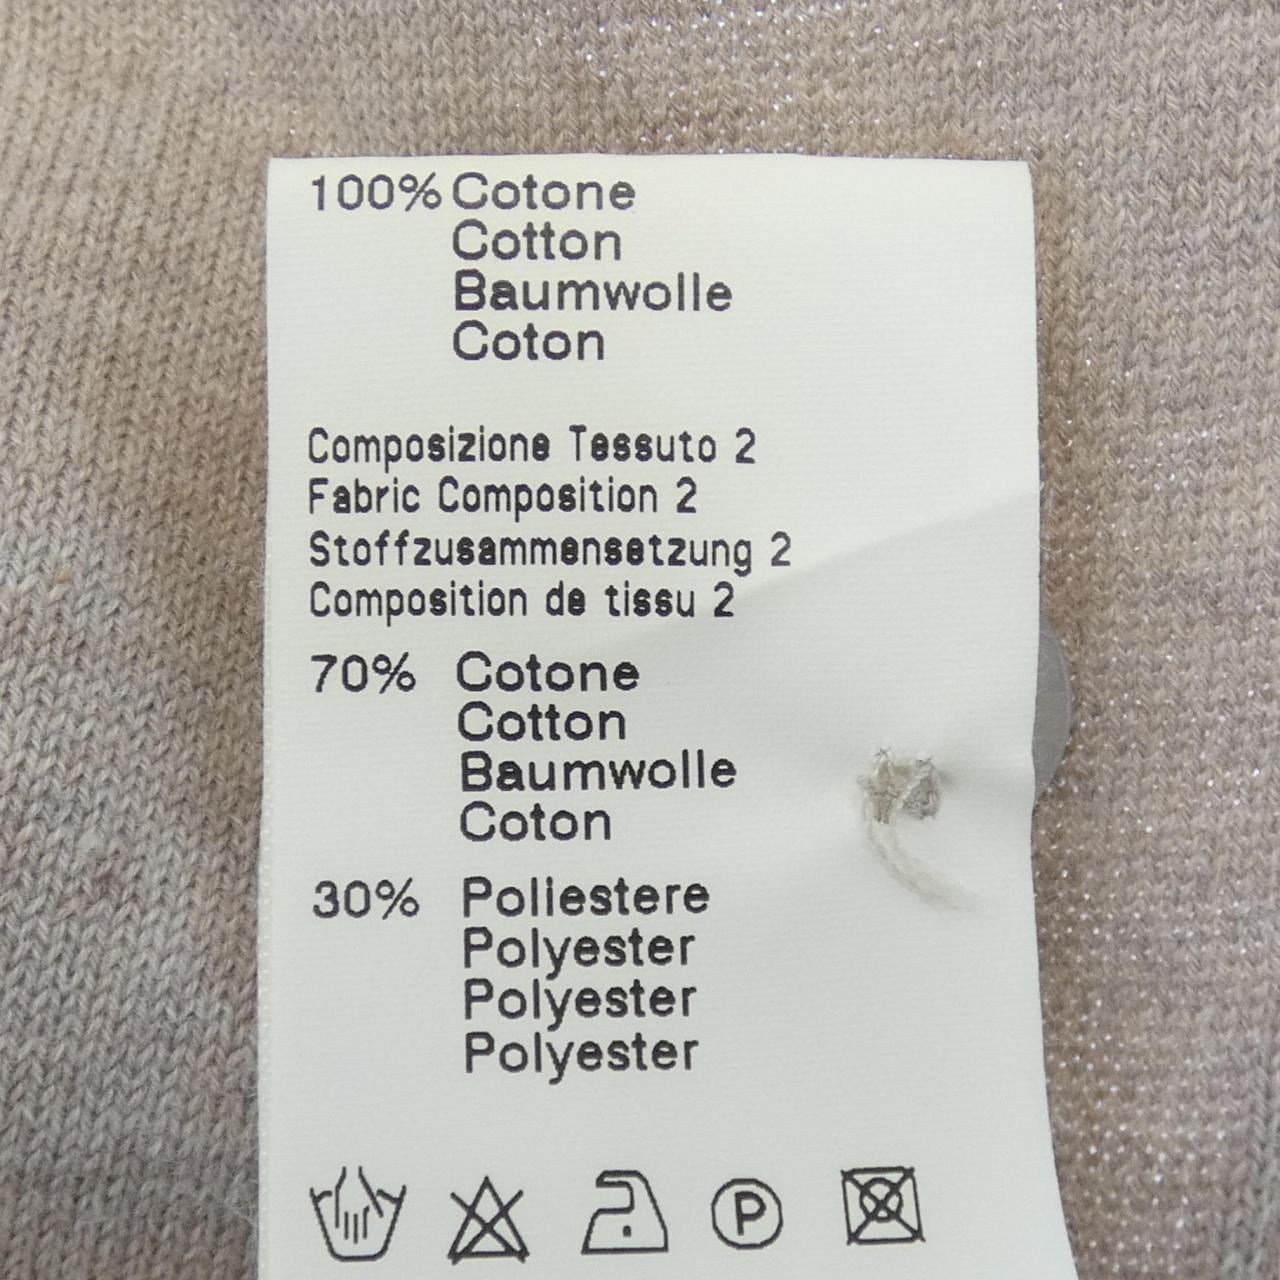 100% Cotone
Cotton
Baumwolle
Coton
Composizione Tessuto 2
Fabric Composition 2
Stoffzusammensetzung 2
Composition de tissu 2
70% Cotone
Cotton
Baumwolle
Coton
30% Poliestere
Polyester
Polyester
Polyester
P